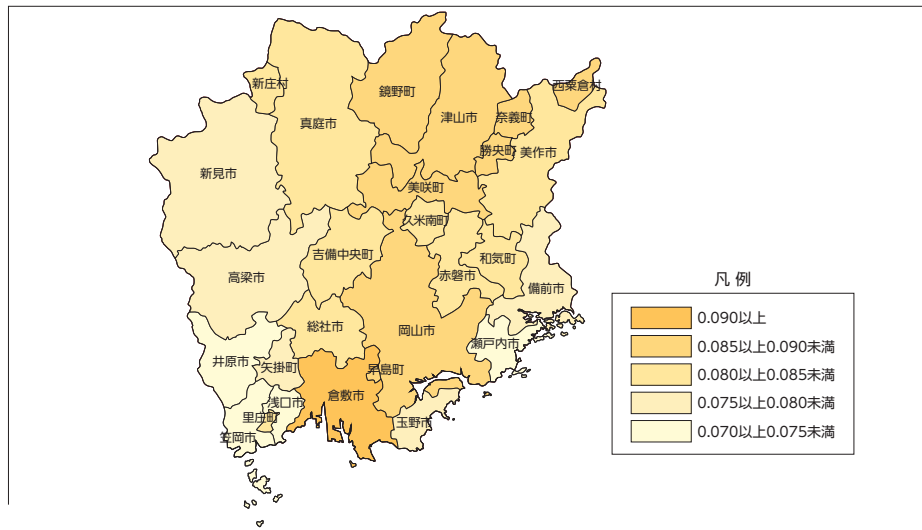 新庄村
真庭市
鏡野町
津山市
奈義町
西粟倉村
勝央町
美作市
新見市
美咲町
久米南町
吉備中央町
高梁市
赤磐市
和気町
備前市
総社市
岡山市
瀬戸内市
井原市
矢掛町
早島町
倉敷市
浅口市
里庄町
笠岡市
玉野市
凡 例
0.090以上
0.085以上0.090未満
0.080以上0.085未満
0.075以上0.080未満
0.070以上0.075未満